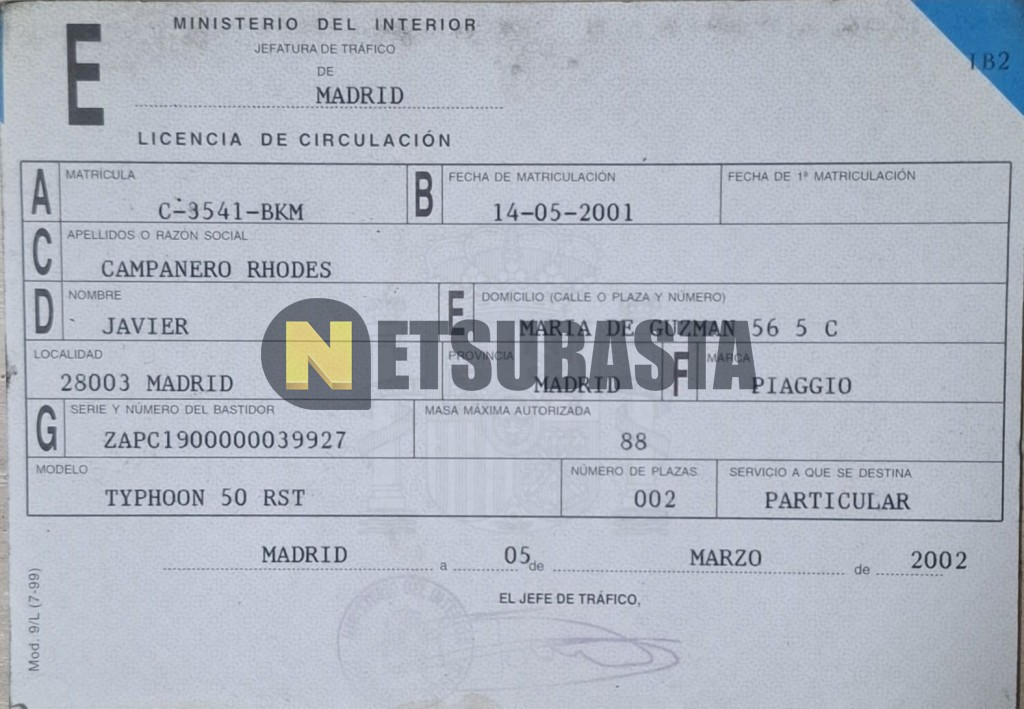 E
MINISTERIO DEL INTERIOR
JEFATURA DE TRÁFICO
DE
MADRID
1B2
LICENCIA DE CIRCULACIÓN
A MATRÍCULA B FECHA DE MATRICULACIÓN FECHA DE 1ª MATRICULACIÓN
C-3541-BKM 14-05-2001
C APELLIDOS O RAZÓN SOCIAL
CAMPANERO RHODES
D NOMBRE E DOMICILIO (CALLE O PLAZA Y NÚMERO)
JAVIER MARIA DE GUZMAN 56 5 C
NETSUBASTA
LOCALIDAD PROVINCIA F MARCA
28003 MADRID MADRID PIAGGIO
G SERIE Y NÚMERO DEL BASTIDOR MASA MÁXIMA AUTORIZADA
ZAPC1900000039927 88
MODELO NÚMERO DE PLAZAS SERVICIO A QUE SE DESTINA
TYPHOON 50 RST 002 PARTICULAR
MADRID a 05 de MARZO de 2002
EL JEFE DE TRÁFICO,
Mod. 9/L (7-99)